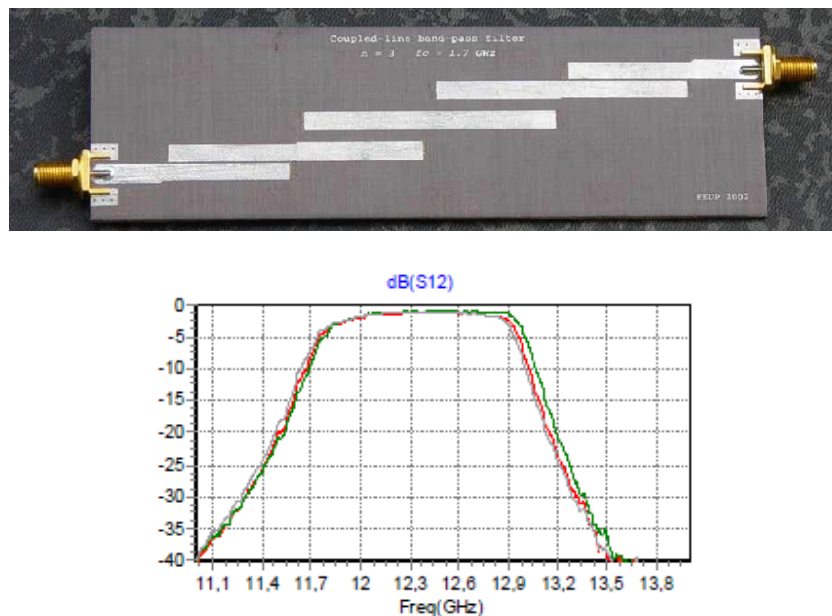 Coupled-line band-pass filter
n = 3 fc = 1.7 GHz
FEUP 2002
dB(S12)
0
-5
-10
-15
-20
-25
-30
-35
-40
11,1 11,4 11,7 12 12,3 12,6 12,9 13,2 13,5 13,8
Freq(GHz)